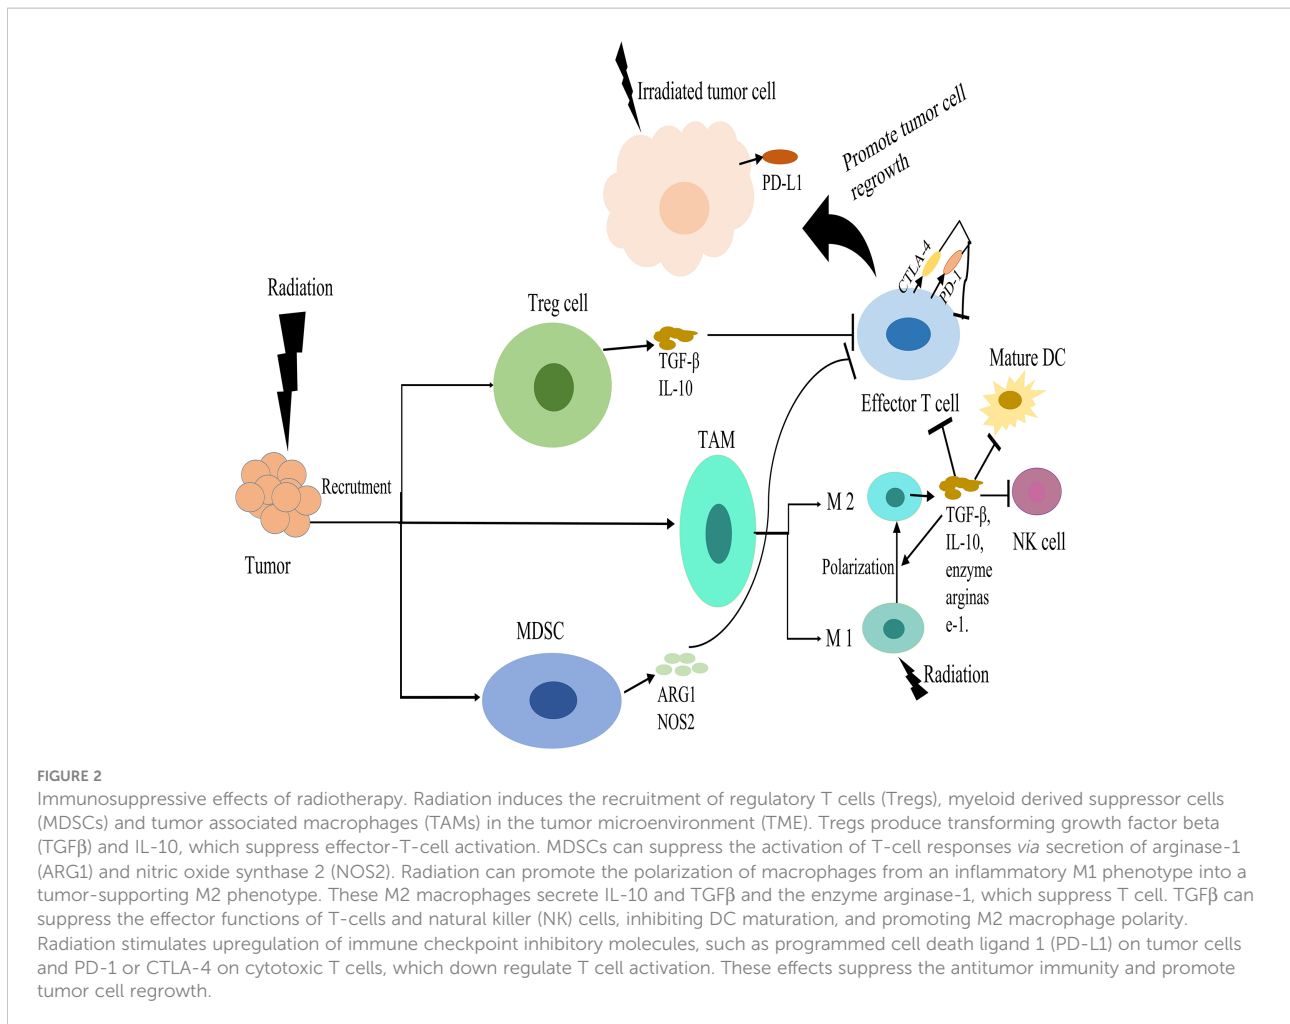 Irradiated tumor cell
PD-L1
Promote tumor cell
regrowth
CTLA-4
PD-1
Radiation
Treg cell
TGF-β
IL-10
Effector T cell
Mature DC
TAM
Recrutment
Tumor
M 2
M 1
Polarization
TGF-β,
IL-10,
enzyme
arginas
e-1.
NK cell
Radiation
MDSC
ARG1
NOS2
FIGURE 2
Immunosuppressive effects of radiotherapy. Radiation induces the recruitment of regulatory T cells (Tregs), myeloid derived suppressor cells
(MDSCs) and tumor associated macrophages (TAMs) in the tumor microenvironment (TME). Tregs produce transforming growth factor beta
(TGFβ) and IL-10, which suppress effector-T-cell activation. MDSCs can suppress the activation of T-cell responses via secretion of arginase-1
(ARG1) and nitric oxide synthase 2 (NOS2). Radiation can promote the polarization of macrophages from an inflammatory M1 phenotype into a
tumor-supporting M2 phenotype. These M2 macrophages secrete IL-10 and TGFβ and the enzyme arginase-1, which suppress T cell. TGFβ can
suppress the effector functions of T-cells and natural killer (NK) cells, inhibiting DC maturation, and promoting M2 macrophage polarity.
Radiation stimulates upregulation of immune checkpoint inhibitory molecules, such as programmed cell death ligand 1 (PD-L1) on tumor cells
and PD-1 or CTLA-4 on cytotoxic T cells, which down regulate T cell activation. These effects suppress the antitumor immunity and promote
tumor cell regrowth.